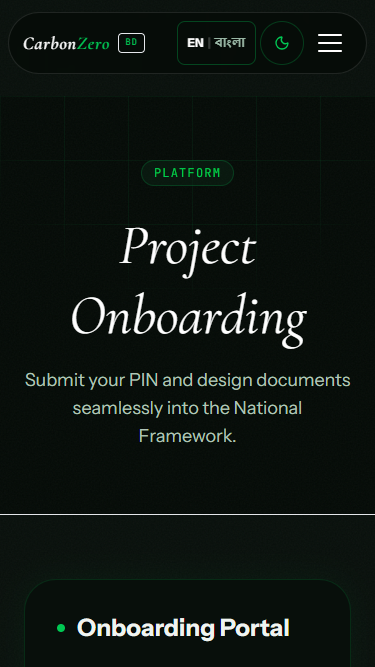 CarbonZero BD EN | বাংলা
PLATFORM
Project
Onboarding
Submit your PIN and design documents
seamlessly into the National
Framework.
Onboarding Portal